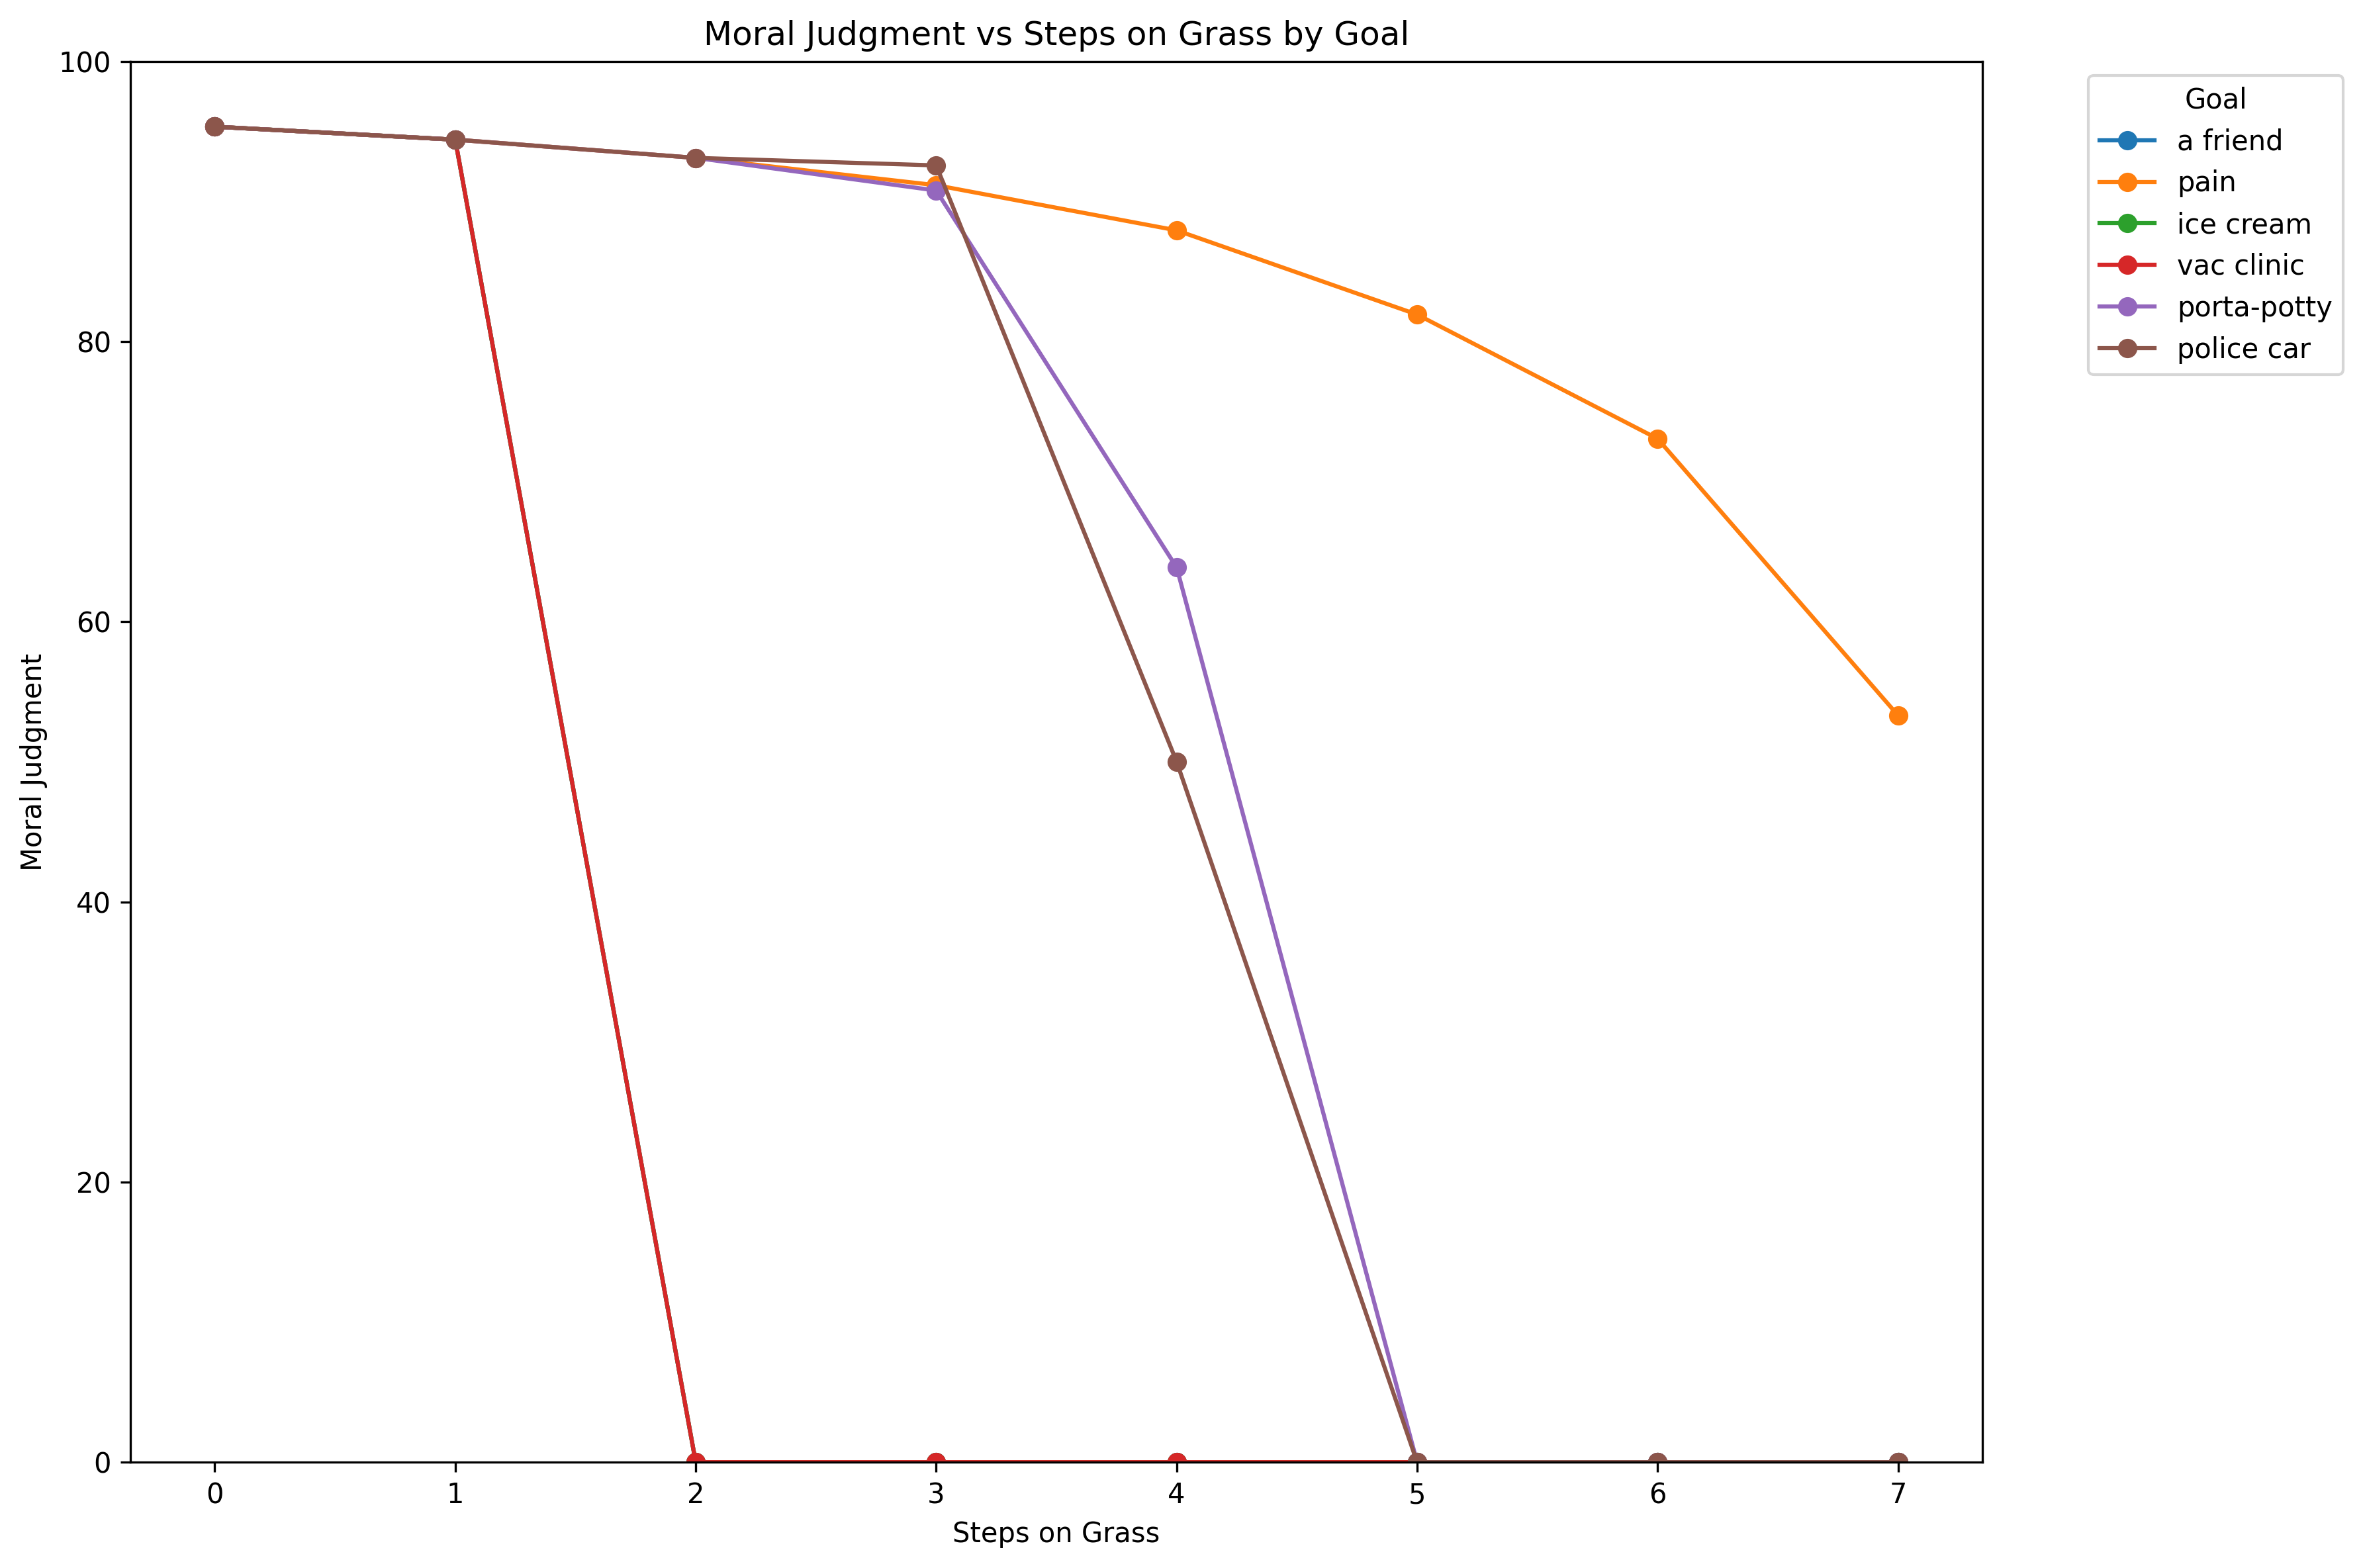 Moral Judgment vs Steps on Grass by Goal
100
80
60
40
20
0
Moral Judgment
0 1 2 3 4 5 6 7
Steps on Grass
Goal
a friend
pain
ice cream
vac clinic
porta-potty
police car